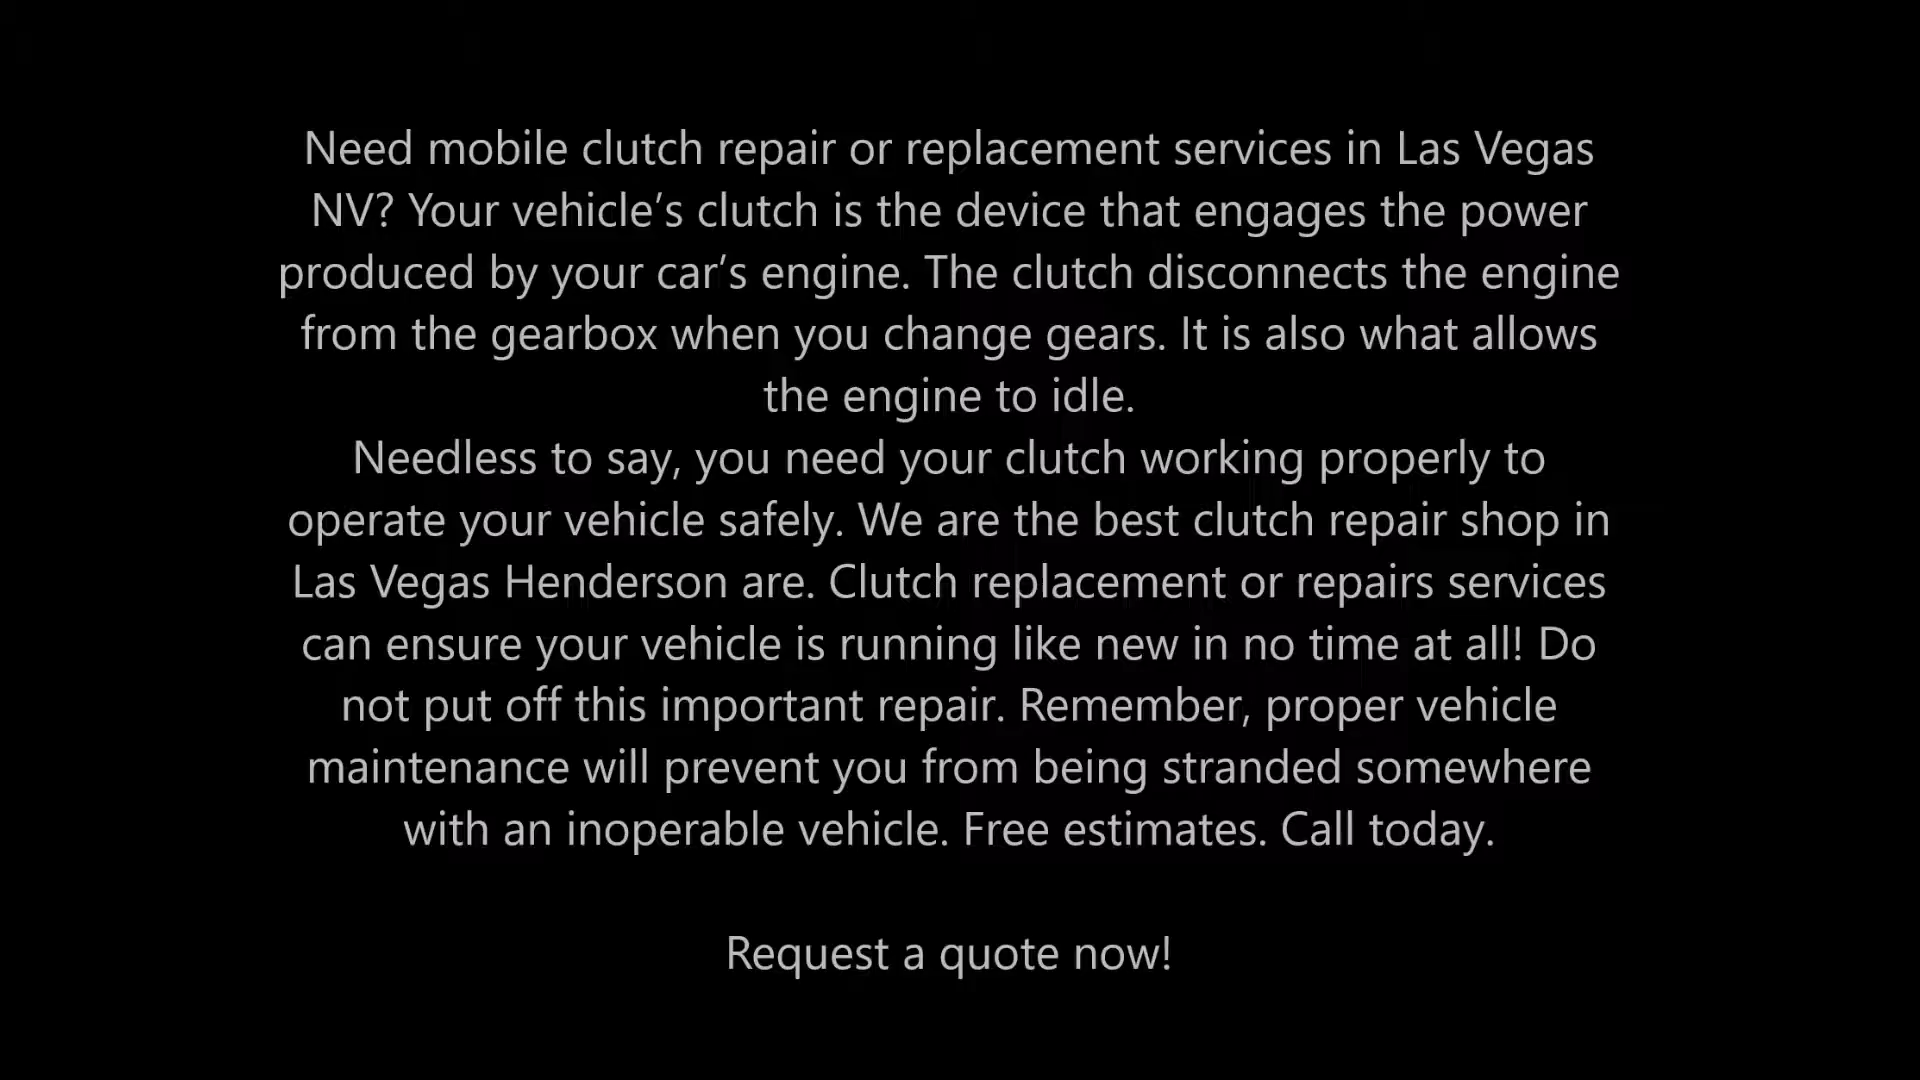 Need mobile clutch repair or replacement services in Las Vegas
NV? Your vehicle’s clutch is the device that engages the power
produced by your car’s engine. The clutch disconnects the engine
from the gearbox when you change gears. It is also what allows
the engine to idle.
Needless to say, you need your clutch working properly to
operate your vehicle safely. We are the best clutch repair shop in
Las Vegas Henderson are. Clutch replacement or repairs services
can ensure your vehicle is running like new in no time at all! Do
not put off this important repair. Remember, proper vehicle
maintenance will prevent you from being stranded somewhere
with an inoperable vehicle. Free estimates. Call today.
Request a quote now!